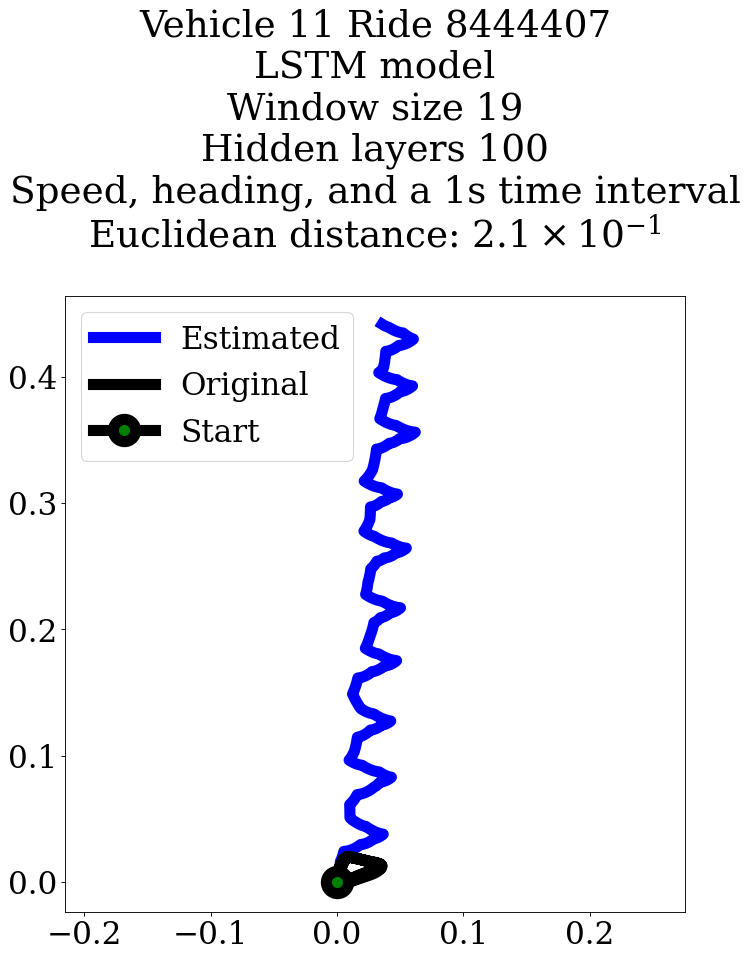 Vehicle 11 Ride 8444407
LSTM model
Window size 19
Hidden layers 100
Speed, heading, and a 1s time interval
Euclidean distance: 2.1 × 10⁻¹
Estimated
Original
Start
0.4
0.3
0.2
0.1
0.0
−0.2 −0.1 0.0 0.1 0.2